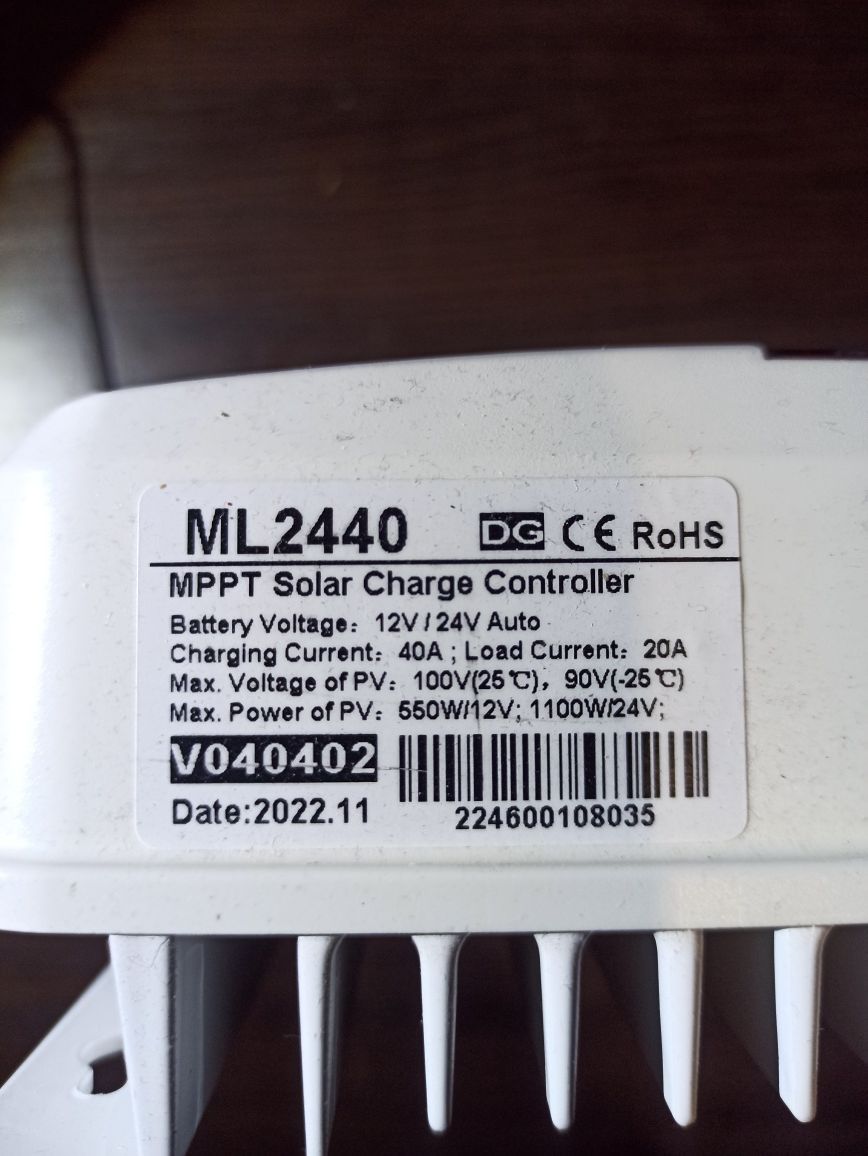 ML2440 DG CE RoHS
MPPT Solar Charge Controller
Battery Voltage: 12V / 24V Auto
Charging Current: 40A ; Load Current: 20A
Max. Voltage of PV: 100V(25℃), 90V(-25℃)
Max. Power of PV: 550W/12V; 1100W/24V;
V040402
Date:2022.11
224600108035